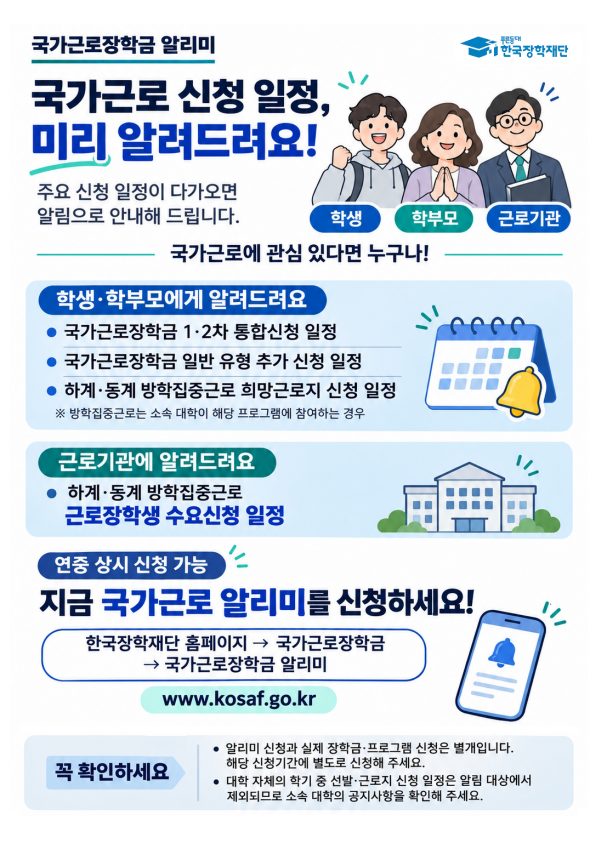 국가근로장학금 알리미
푸른등대
한국장학재단
국가근로 신청 일정,
미리 알려드려요!
주요 신청 일정이 다가오면
알림으로 안내해 드립니다.
학생
학부모
근로기관
국가근로에 관심 있다면 누구나!
학생·학부모에게 알려드려요
● 국가근로장학금 1·2차 통합신청 일정
● 국가근로장학금 일반 유형 추가 신청 일정
● 하계·동계 방학집중근로 희망근로지 신청 일정
※ 방학집중근로는 소속 대학이 해당 프로그램에 참여하는 경우
근로기관에 알려드려요
● 하계·동계 방학집중근로
근로장학생 수요신청 일정
연중 상시 신청 가능
지금 국가근로 알리미를 신청하세요!
한국장학재단 홈페이지 → 국가근로장학금
→ 국가근로장학금 알리미
www.kosaf.go.kr
꼭 확인하세요
• 알리미 신청과 실제 장학금·프로그램 신청은 별개입니다.
해당 신청기간에 별도로 신청해 주세요.
• 대학 자체의 학기 중 선발·근로지 신청 일정은 알림 대상에서
제외되므로 소속 대학의 공지사항을 확인해 주세요.